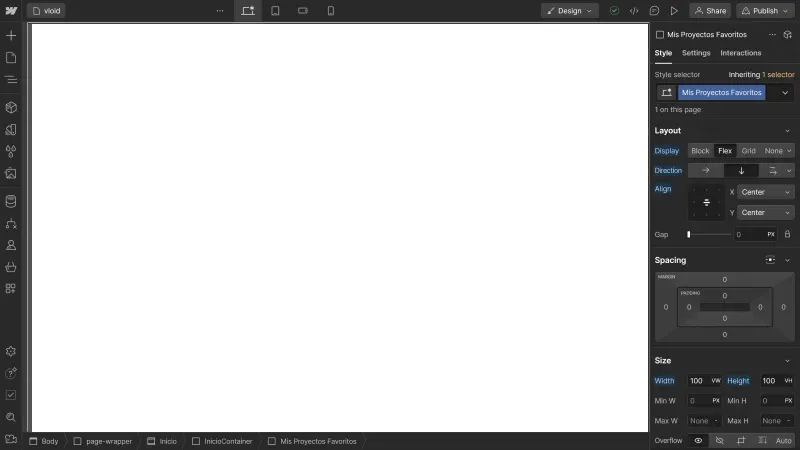 vloid
Design
Share
Publish
Mis Proyectos Favoritos
Style Settings Interactions
Style selector Inheriting 1 selector
Mis Proyectos Favoritos
1 on this page
Layout
Display Block Flex Grid None
Direction
Align X Center
Y Center
Gap 0 PX
Spacing
MARGIN
0
PADDING
0
0 0 0 0
0
0
Size
Width 100 VW Height 100 VH
Min W 0 PX Min H 0 PX
Max W None - Max H None -
Overflow Auto
Body page-wrapper Inicio InicioContainer Mis Proyectos Favoritos